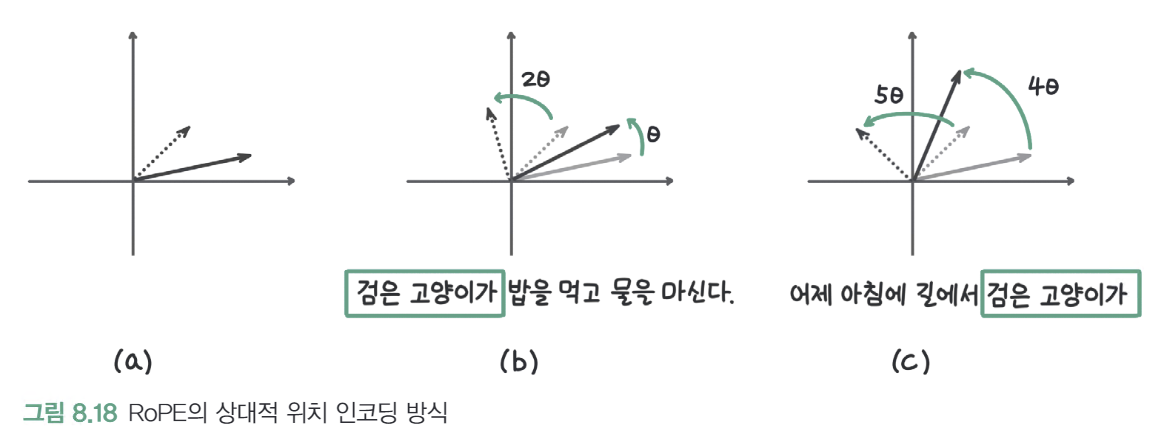 2θ
θ
5θ
4θ
검은 고양이가 밥을 먹고 물을 마신다.
어제 아침에 길에서 검은 고양이가
(a)
(b)
(c)
그림 8.18 RoPE의 상대적 위치 인코딩 방식